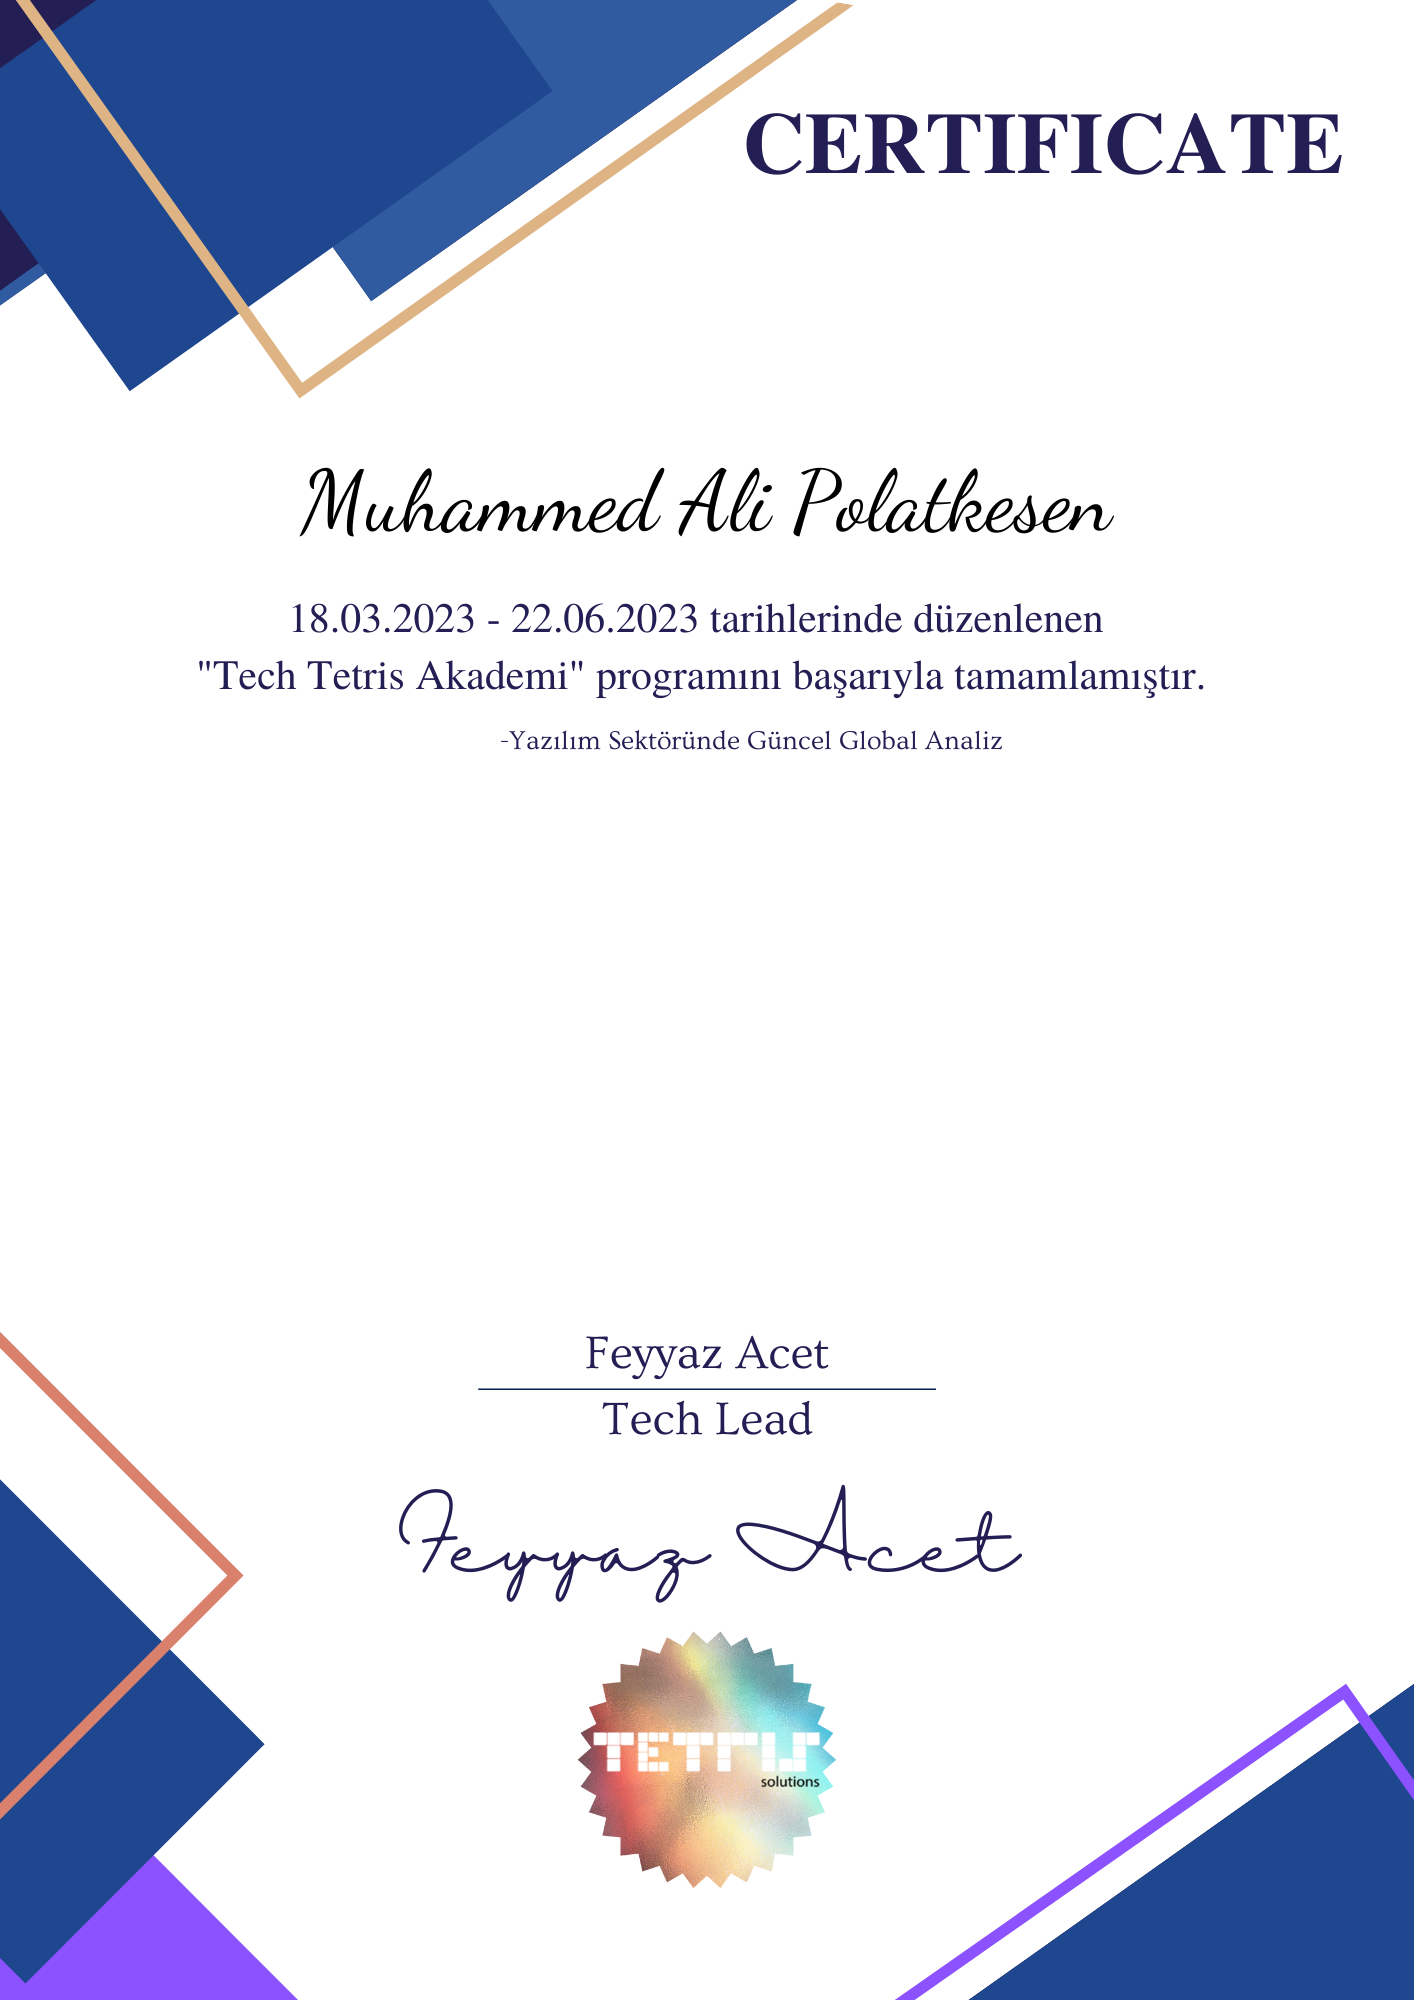 CERTIFICATE
Muhammed Ali Polatkesen
18.03.2023 - 22.06.2023 tarihlerinde düzenlenen
"Tech Tetris Akademi" programını başarıyla tamamlamıştır.
-Yazılım Sektöründe Güncel Global Analiz
Feyyaz Acet
Tech Lead
Feyyaz Acet
TETRIS
solutions